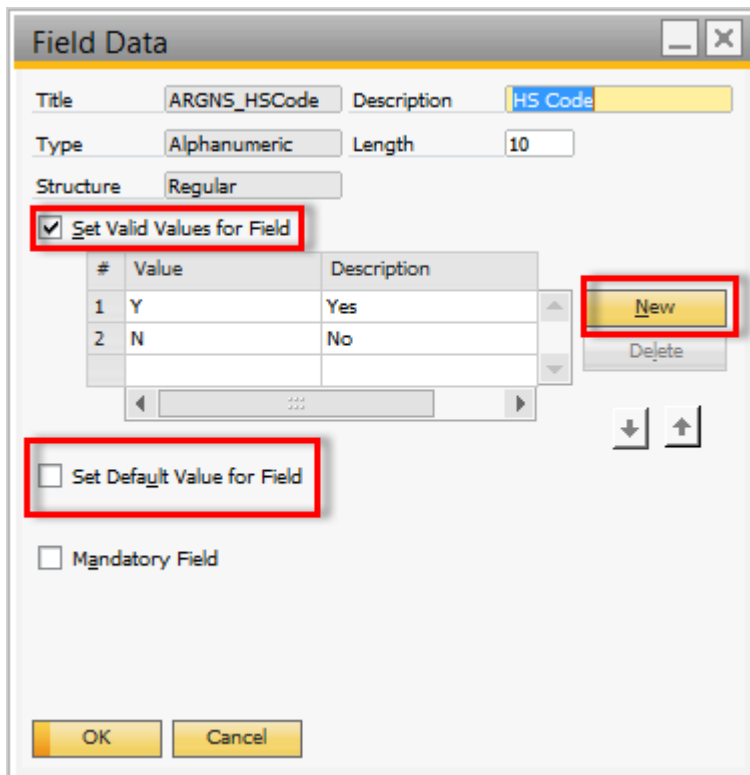 Field Data
Title ARGNS_HSCode Description HS Code
Type Alphanumeric Length 10
Structure Regular
Set Valid Values for Field
# Value Description
1 Y Yes
2 N No
New
Delete
Set Default Value for Field
Mandatory Field
OK Cancel